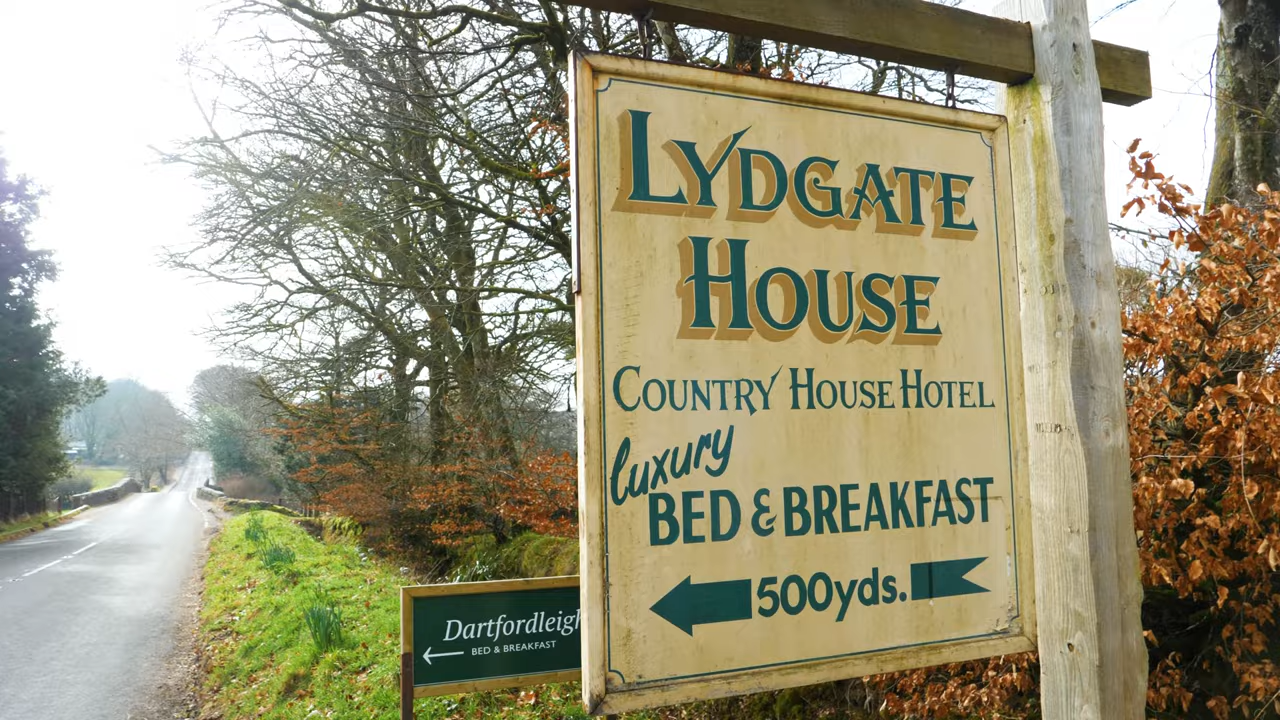 LYDGATE
HOUSE
COUNTRY HOUSE HOTEL
luxury
BED & BREAKFAST
500yds.
Dartfordleigh
BED & BREAKFAST